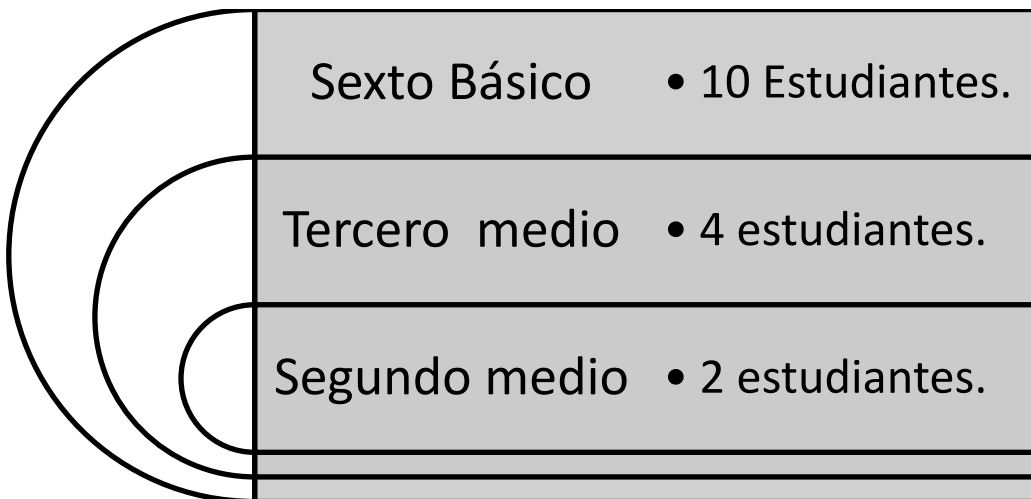 Sexto Básico • 10 Estudiantes.
Tercero medio • 4 estudiantes.
Segundo medio • 2 estudiantes.